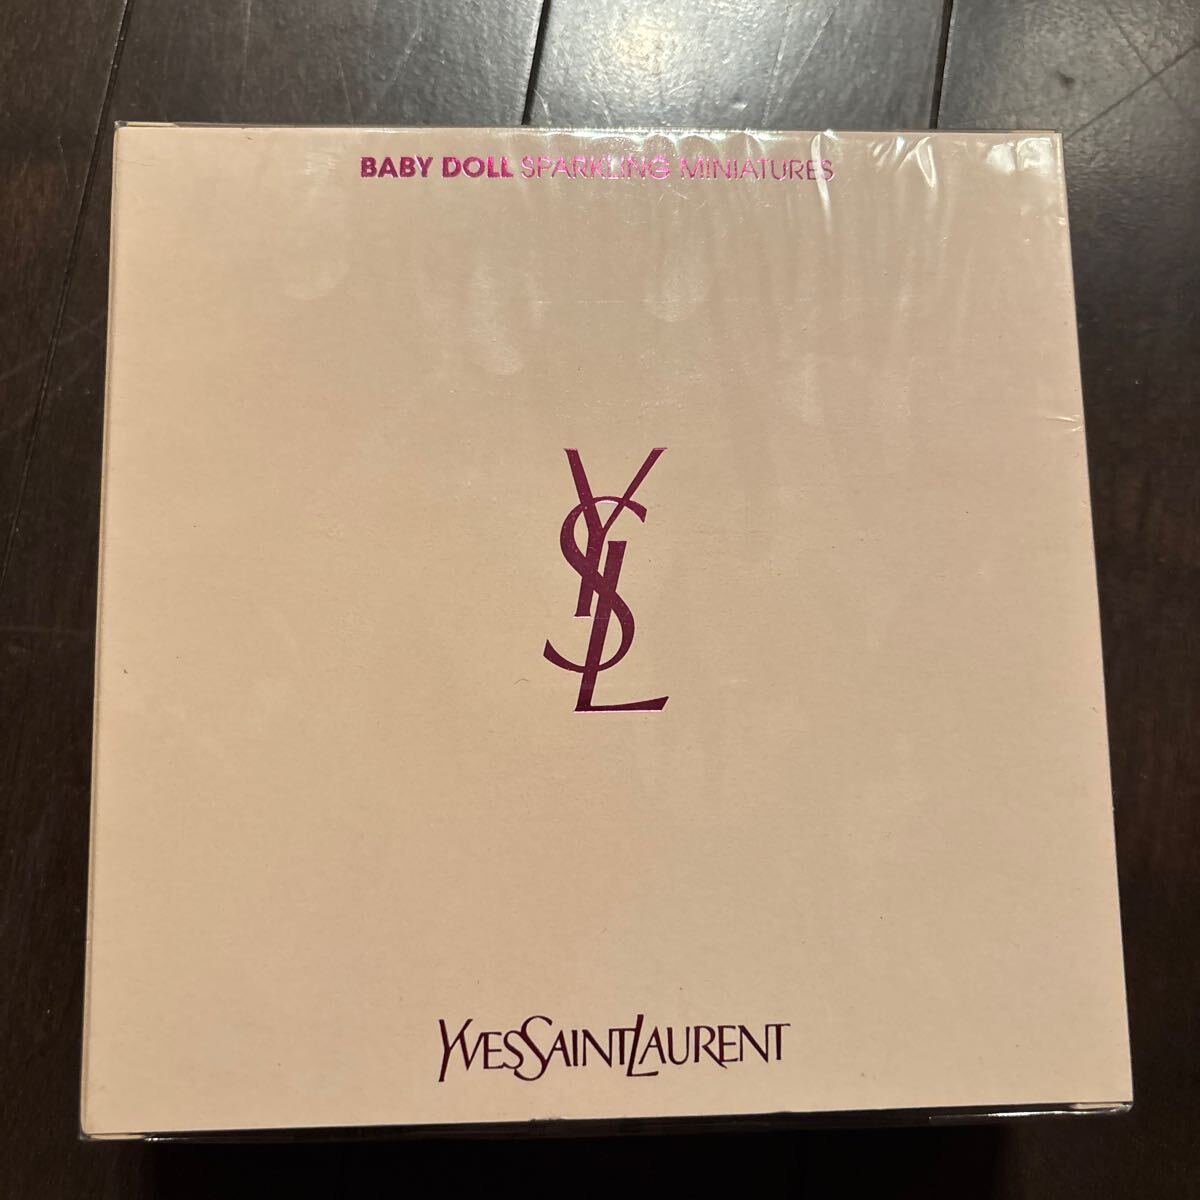 BABY DOLL SPARKLING MINIATURES
YSL
YVESSAINTLAURENT